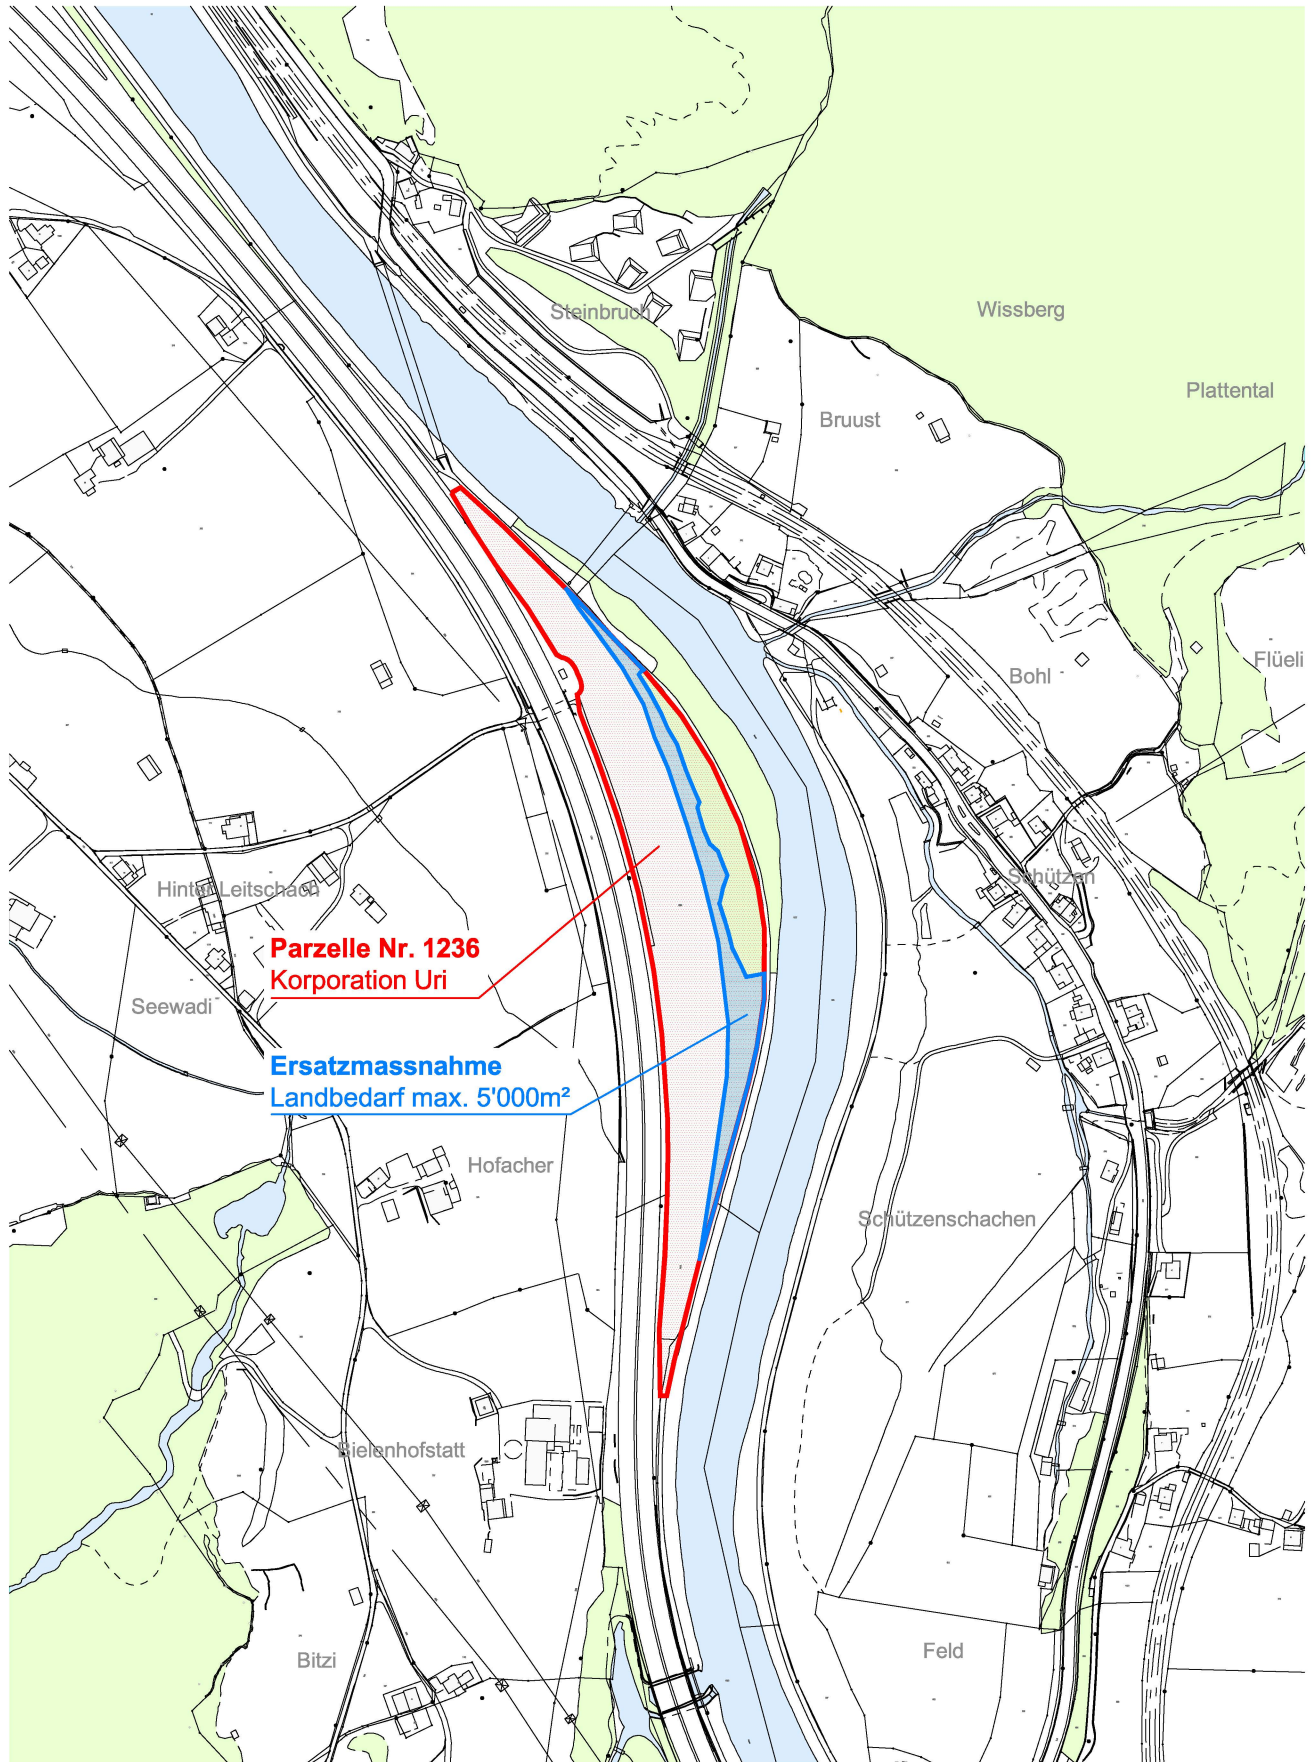 Steinbruch
Wissberg
Plattental
Bruust
Flüeli
Bohl
Schützen
Hinter Leitschach
Parzelle Nr. 1236
Korporation Uri
Seewadi
Ersatzmassnahme
Landbedarf max. 5'000m²
Hofacher
Schützenschachen
Bielenhofstatt
Feld
Bitzi